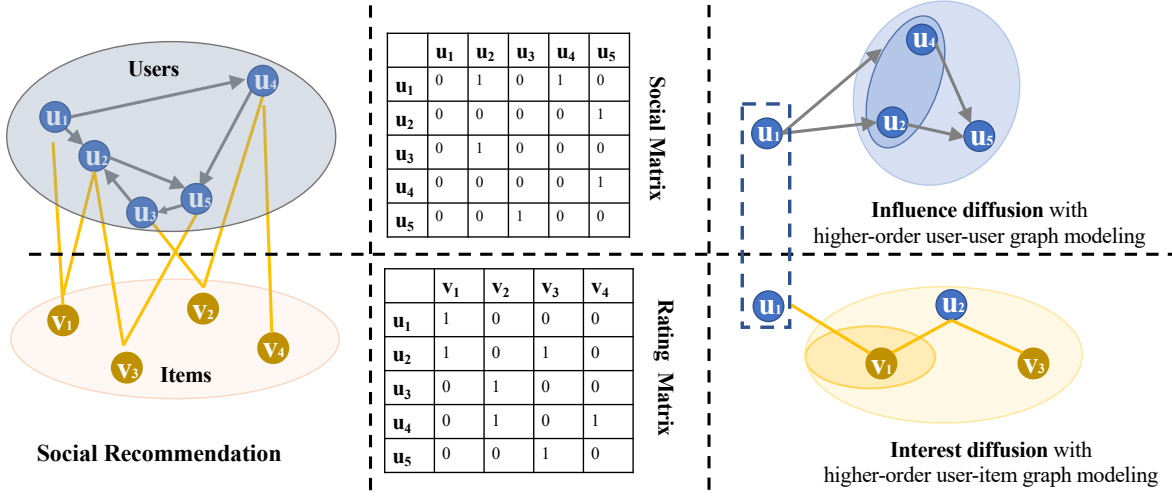 Users
u1
u4
u2
u3
u5
v1
v2
v3
v4
Items
Social Recommendation
u1 u2 u3 u4 u5
u1 0 1 0 1 0
u2 0 0 0 0 1
u3 0 1 0 0 0
u4 0 0 0 0 1
u5 0 0 1 0 0
Social Matrix
v1 v2 v3 v4
u1 1 0 0 0
u2 1 0 1 0
u3 0 1 0 0
u4 0 1 0 1
u5 0 0 1 0
Rating Matrix
u4
u1
u2
u5
Influence diffusion with
higher-order user-user graph modeling
u1
u2
v1
v3
Interest diffusion with
higher-order user-item graph modeling